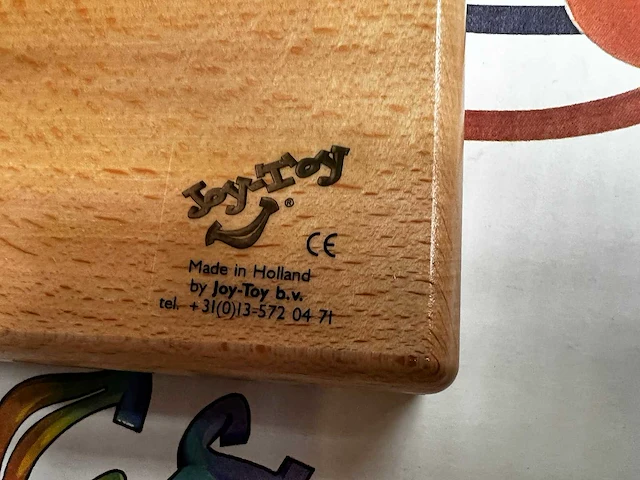 Joy-Toy ®
CE
Made in Holland
by Joy-Toy b.v.
tel. +31(0)13-572 04 71